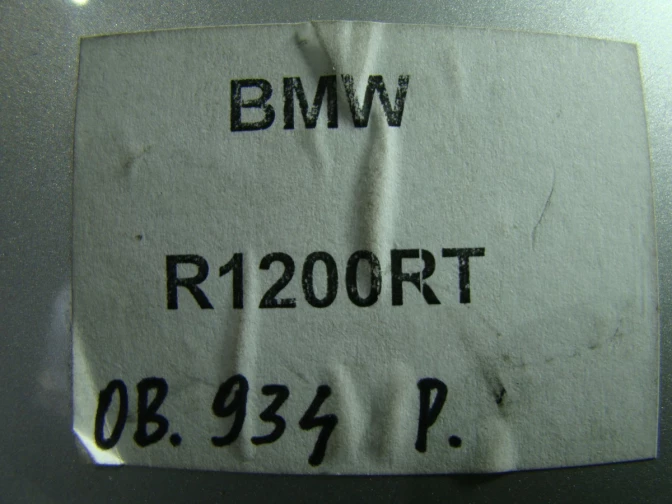 BMW
R1200RT
OB. 934 P.